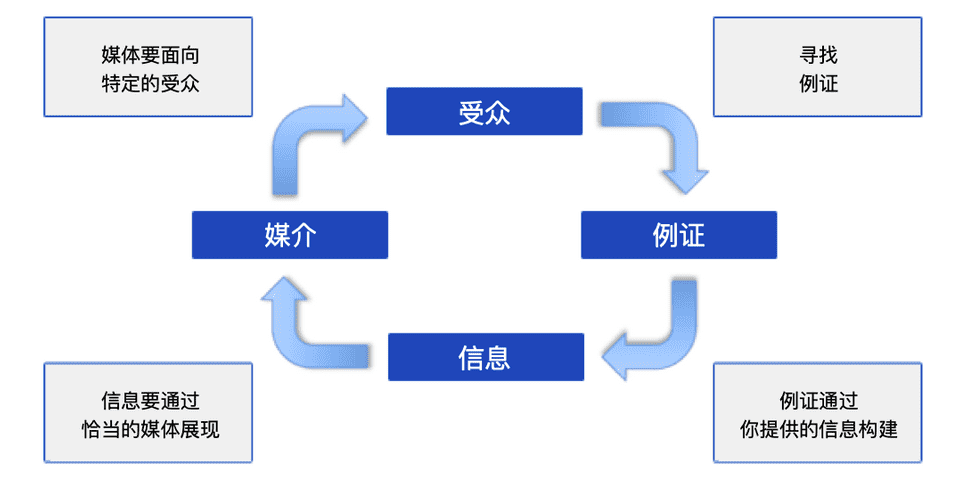 媒体要面向
特定的受众
寻找
例证
受众
媒介
例证
信息
信息要通过
恰当的媒体展现
例证通过
你提供的信息构建